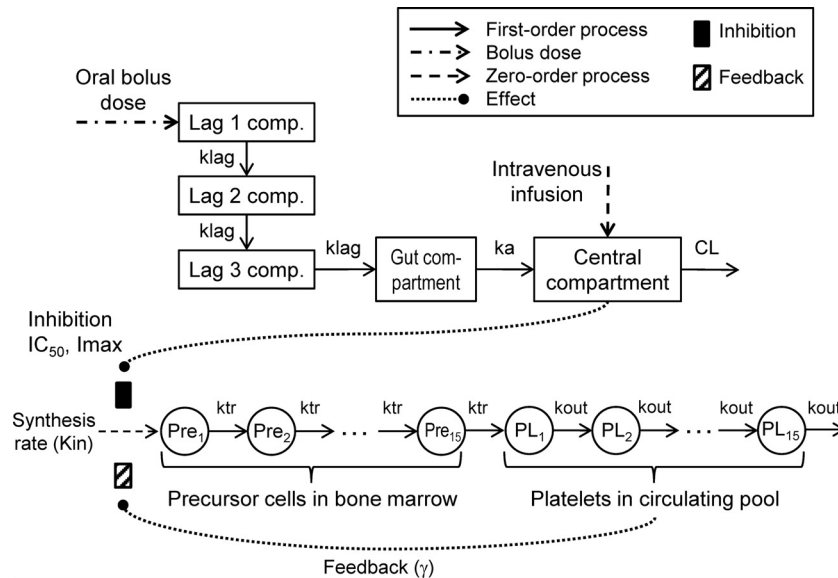 First-order process
Bolus dose
Zero-order process
Effect
Inhibition
Feedback
Oral bolus
dose
Lag 1 comp.
klag
Lag 2 comp.
klag
Lag 3 comp.
klag
Gut com-
partment
ka
Intravenous
infusion
Central
compartment
CL
Inhibition
IC50, Imax
Synthesis
rate (Kin)
Pre1
ktr
Pre2
ktr
...
ktr
Pre15
ktr
PL1
kout
PL2
kout
...
kout
PL15
kout
Precursor cells in bone marrow
Platelets in circulating pool
Feedback (γ)